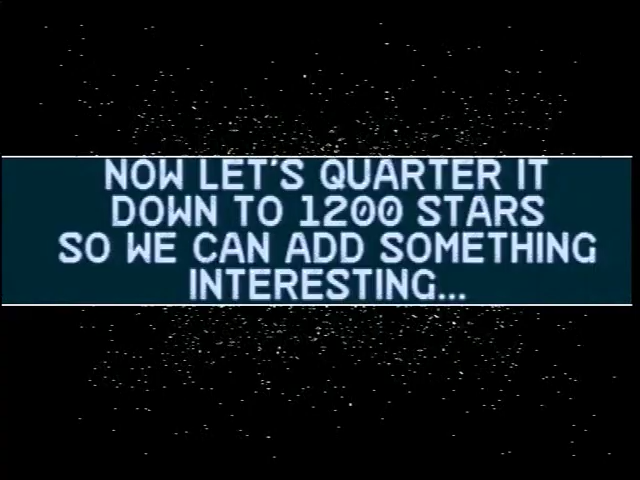 NOW LET'S QUARTER IT
DOWN TO 1200 STARS
SO WE CAN ADD SOMETHING
INTERESTING...